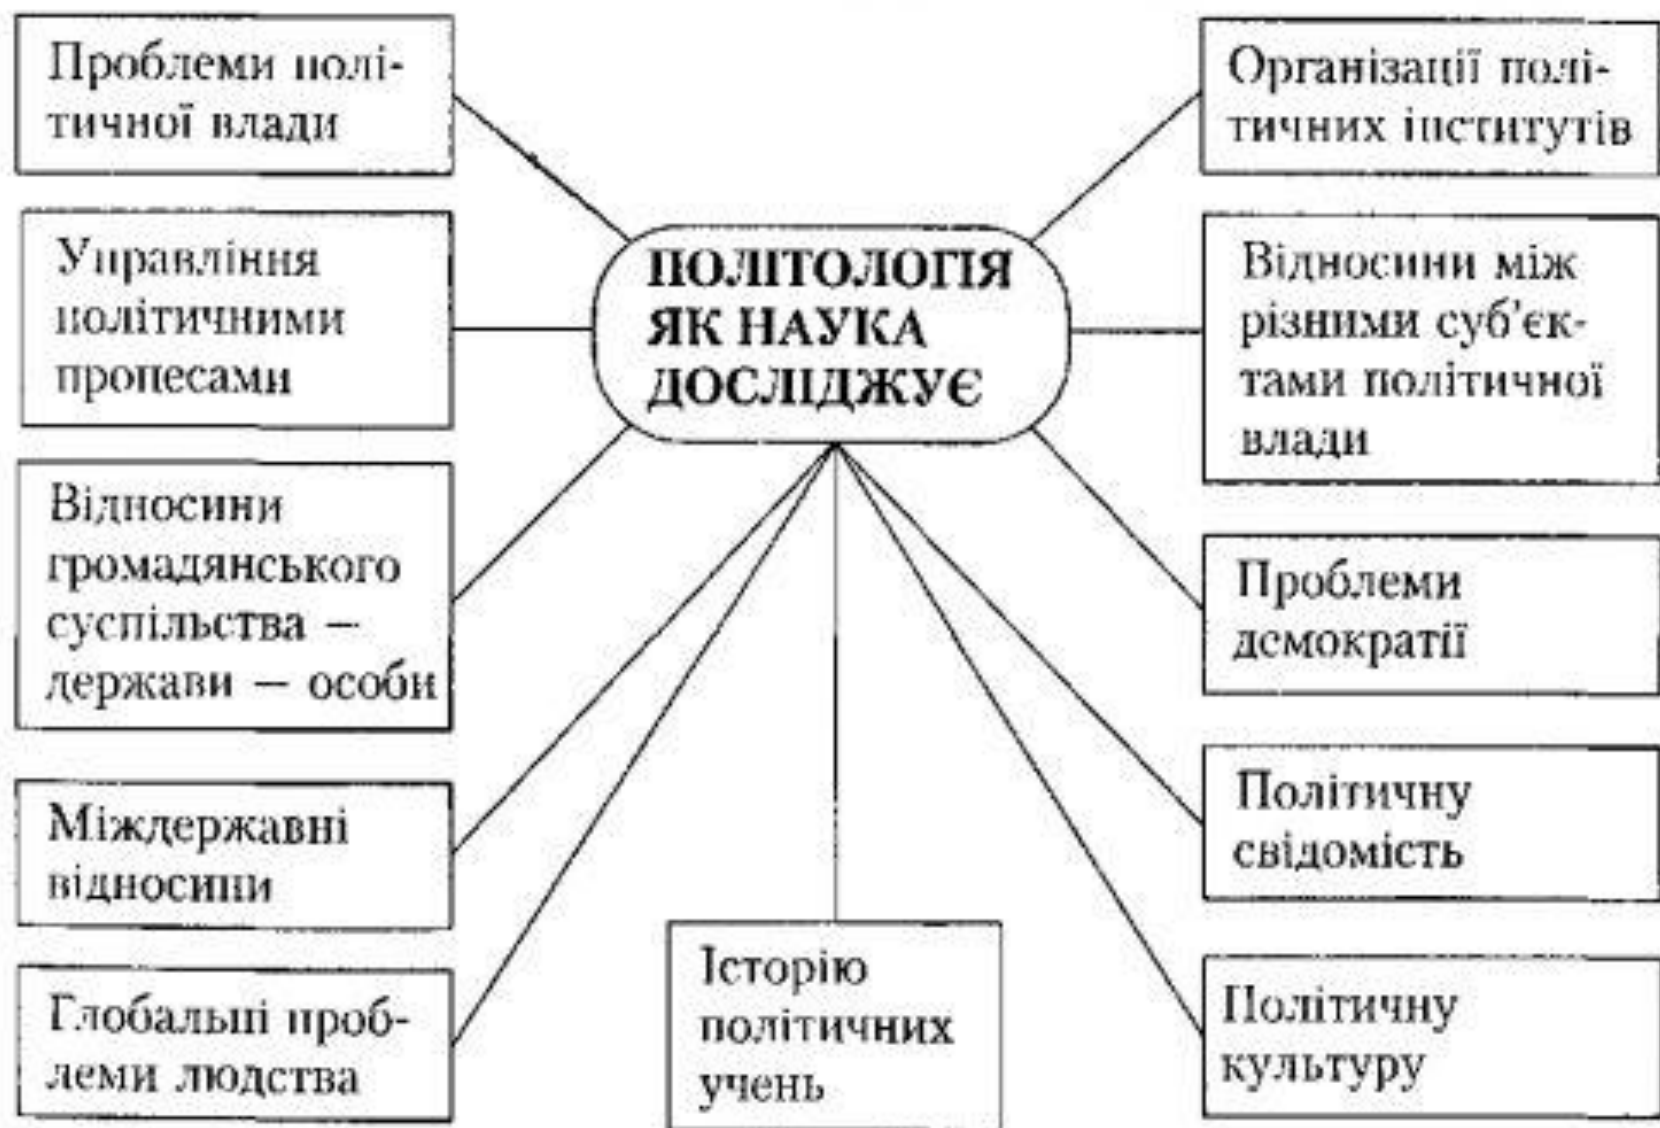 Проблеми полі-
тичної влади
Управління
політичними
процесами
Відносини
громадянського
суспільства —
держави — особи
Міждержавні
відносини
Глобальні проб-
леми людства
ПОЛІТОЛОГІЯ
ЯК НАУКА
ДОСЛІДЖУЄ
Історію
політичних
учень
Організації полі-
тичних інститутів
Відносини між
різними суб'єк-
тами політичної
влади
Проблеми
демократії
Політичну
свідомість
Політичну
культуру